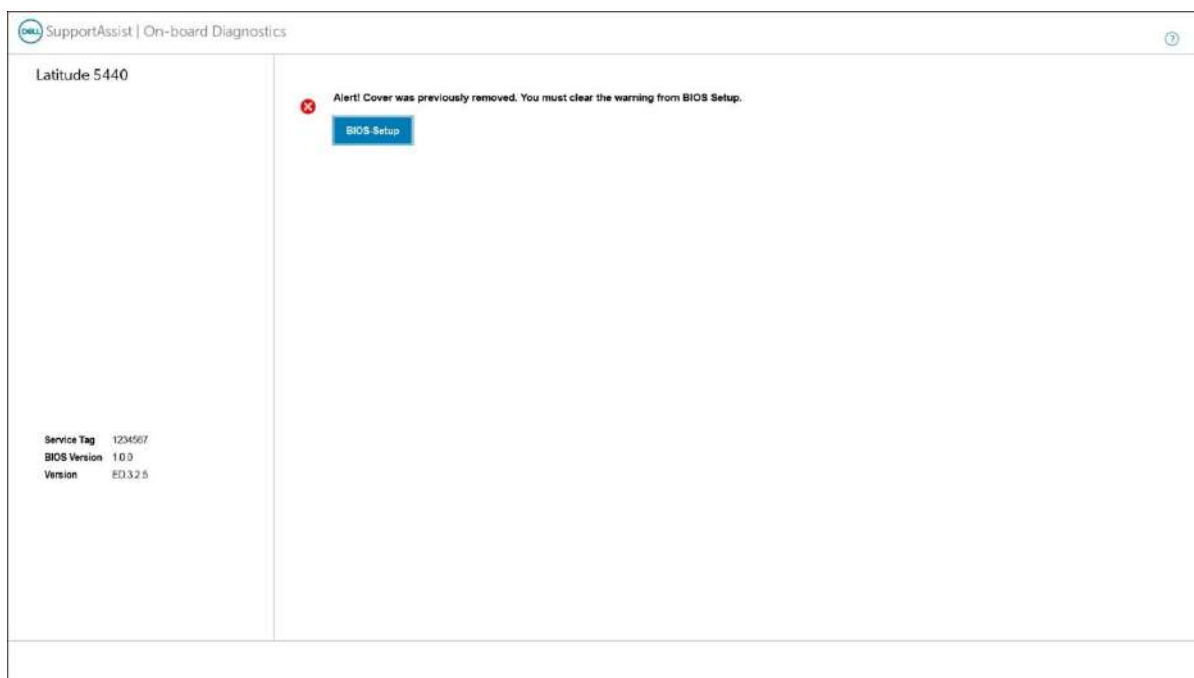 DELL SupportAssist | On-board Diagnostics
?
Latitude 5440
Alert! Cover was previously removed. You must clear the warning from BIOS Setup.
BIOS-Setup
Service Tag 1234567
BIOS Version 1.0.0
Version ED.3.2.5